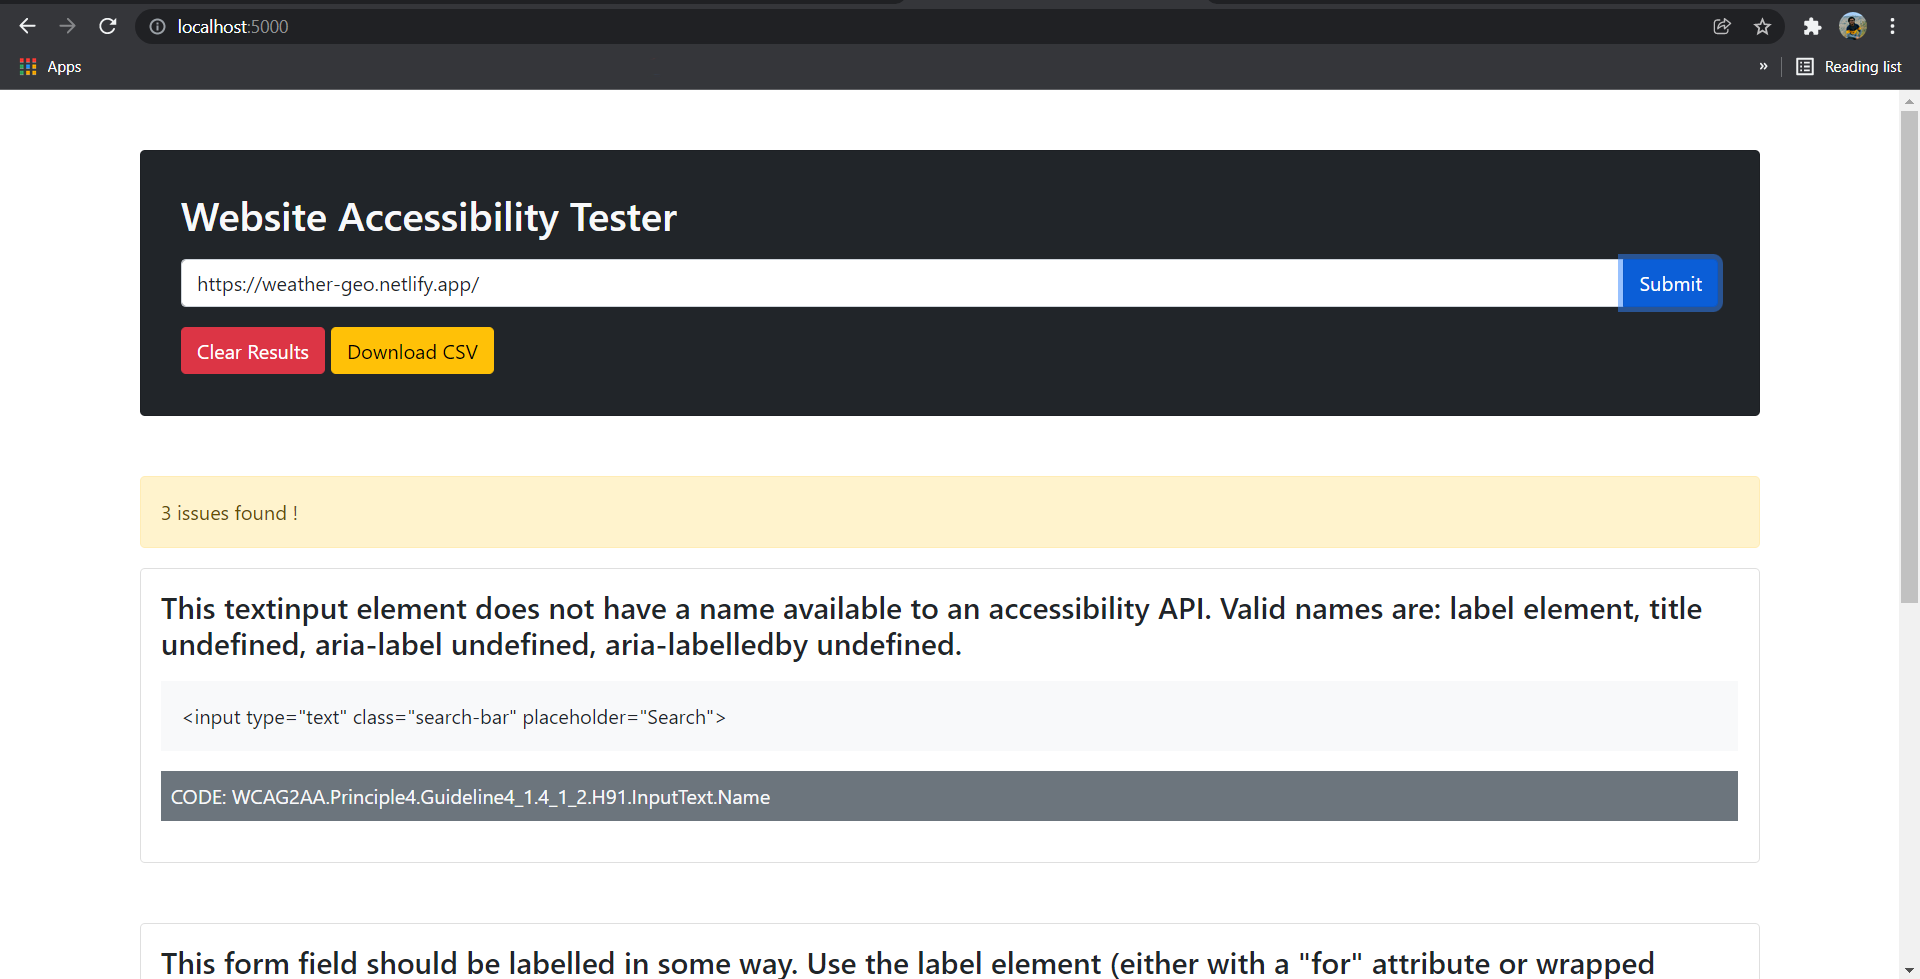 localhost:5000
Apps
»
Reading list
Website Accessibility Tester
https://weather-geo.netlify.app/
Submit
Clear Results
Download CSV
3 issues found !
This textinput element does not have a name available to an accessibility API. Valid names are: label element, title
undefined, aria-label undefined, aria-labelledby undefined.
<input type="text" class="search-bar" placeholder="Search">
CODE: WCAG2AA.Principle4.Guideline4_1.4_1_2.H91.InputText.Name
This form field should be labelled in some way. Use the label element (either with a "for" attribute or wrapped